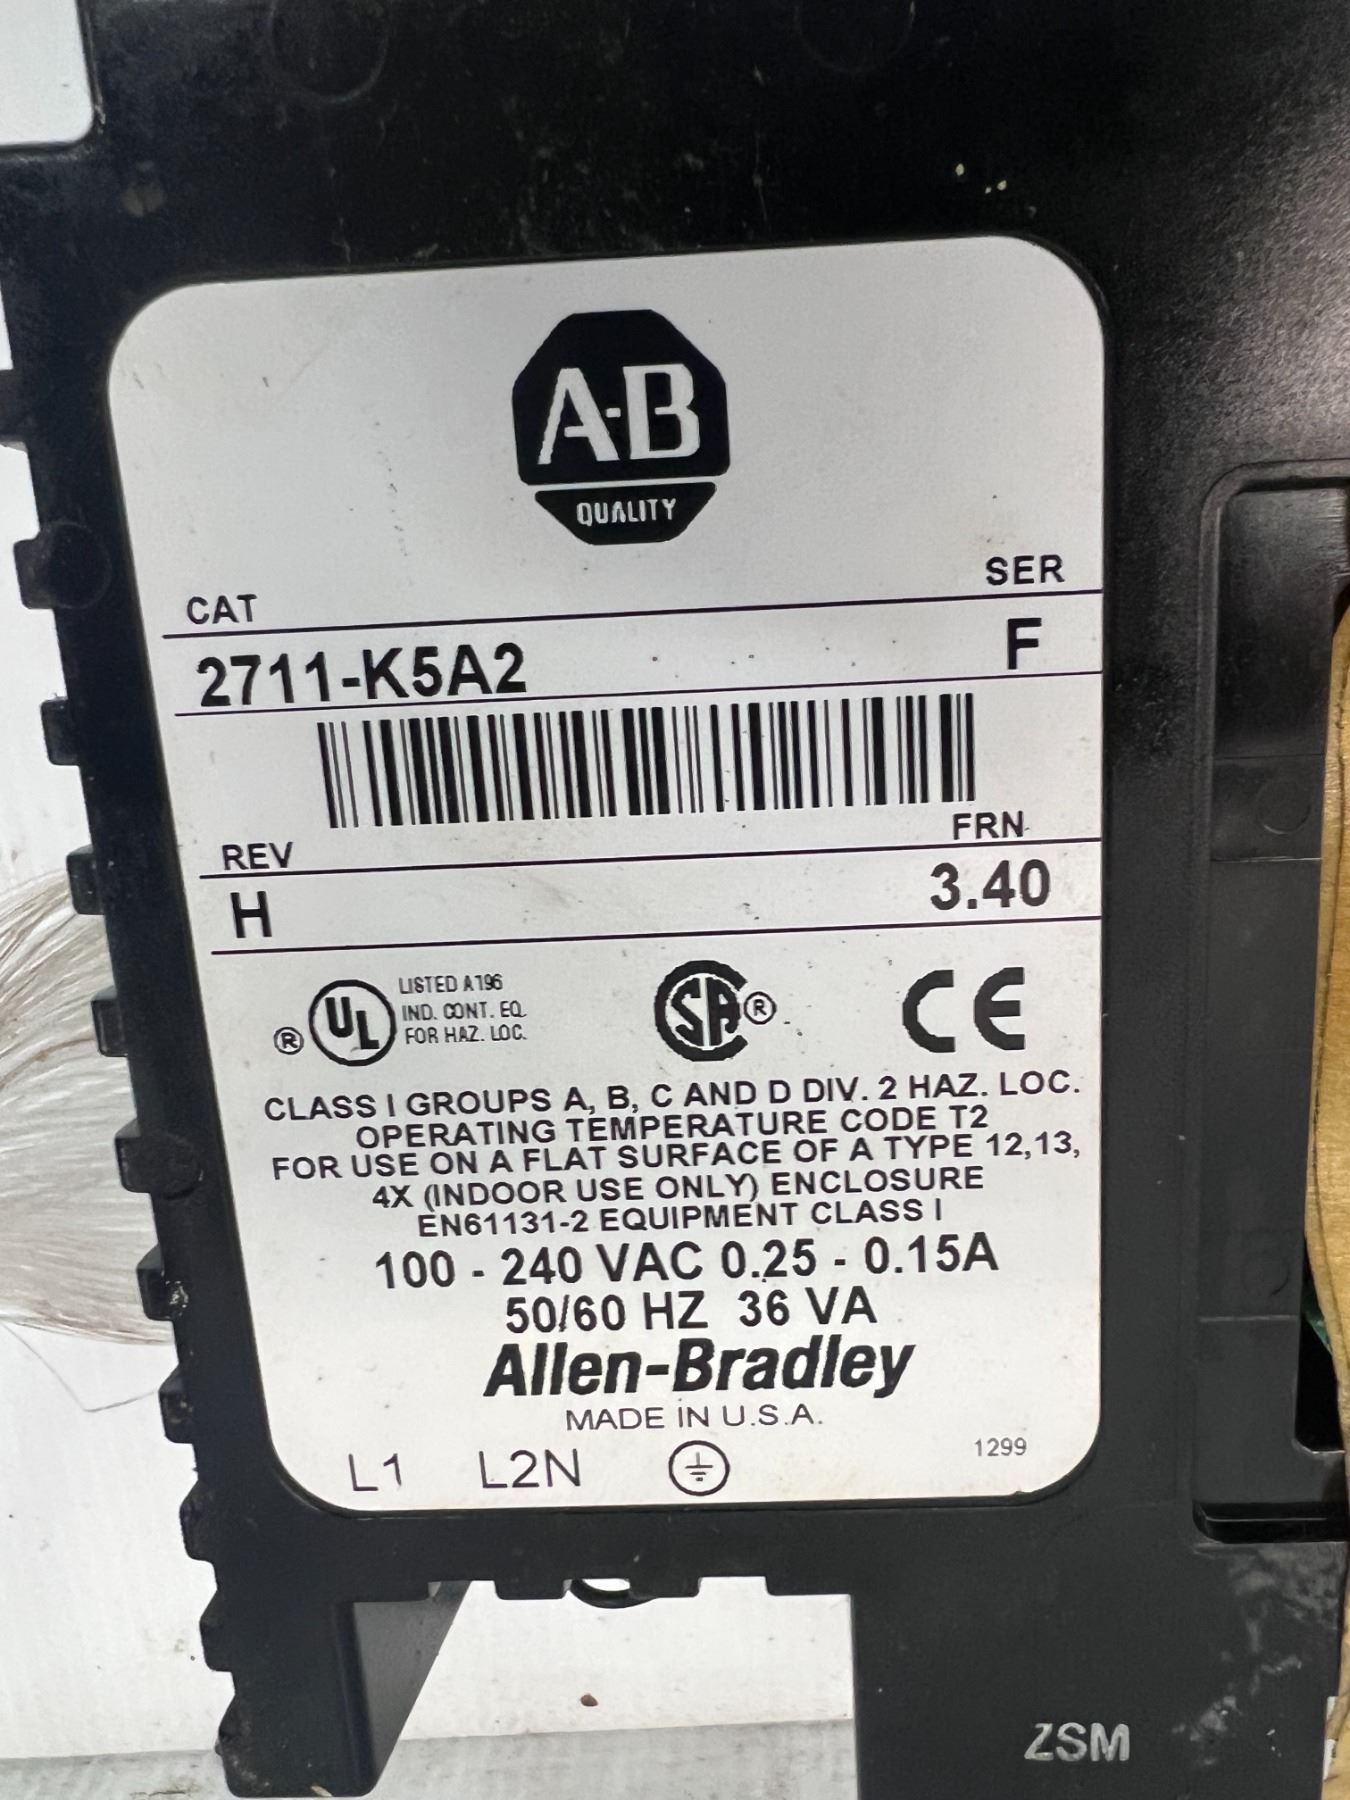 A-B
QUALITY
CAT SER
2711-K5A2 F
REV FRN
H 3.40
® UL LISTED A196
IND. CONT. EQ.
FOR HAZ. LOC.
SA ®
CE
CLASS I GROUPS A, B, C AND D DIV. 2 HAZ. LOC.
OPERATING TEMPERATURE CODE T2
FOR USE ON A FLAT SURFACE OF A TYPE 12,13,
4X (INDOOR USE ONLY) ENCLOSURE
EN61131-2 EQUIPMENT CLASS I
100 - 240 VAC 0.25 - 0.15A
50/60 HZ 36 VA
Allen-Bradley
MADE IN U.S.A.
1299
L1 L2N
ZSM